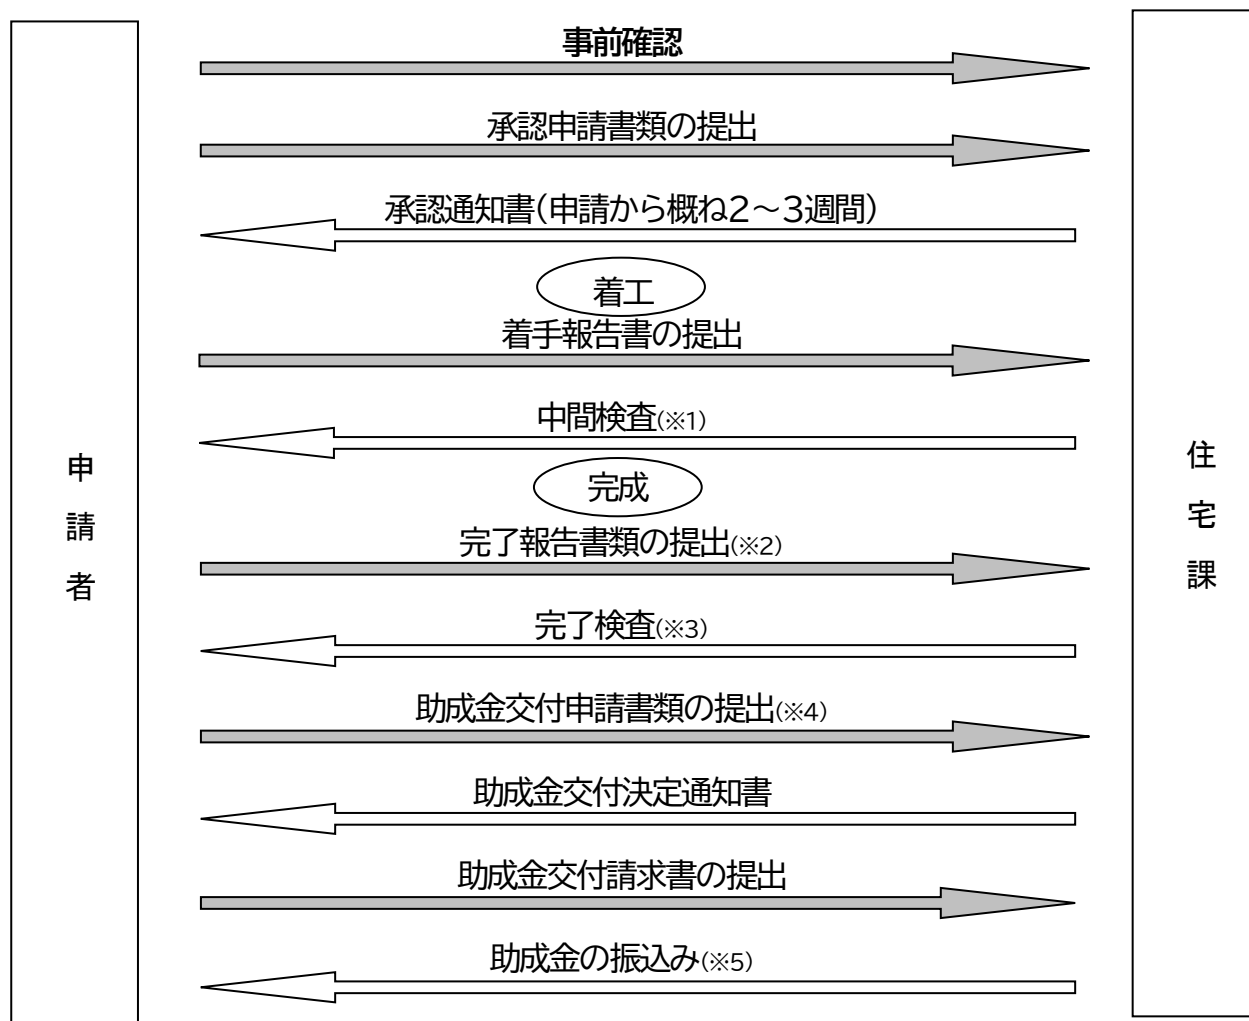 事前確認
承認申請書類の提出
承認通知書(申請から概ね2~3週間)
着工
着手報告書の提出
中間検査(※1)
完成
完了報告書類の提出(※2)
完了検査(※3)
助成金交付申請書類の提出(※4)
助成金交付決定通知書
助成金交付請求書の提出
助成金の振込み(※5)
申請者
住宅課